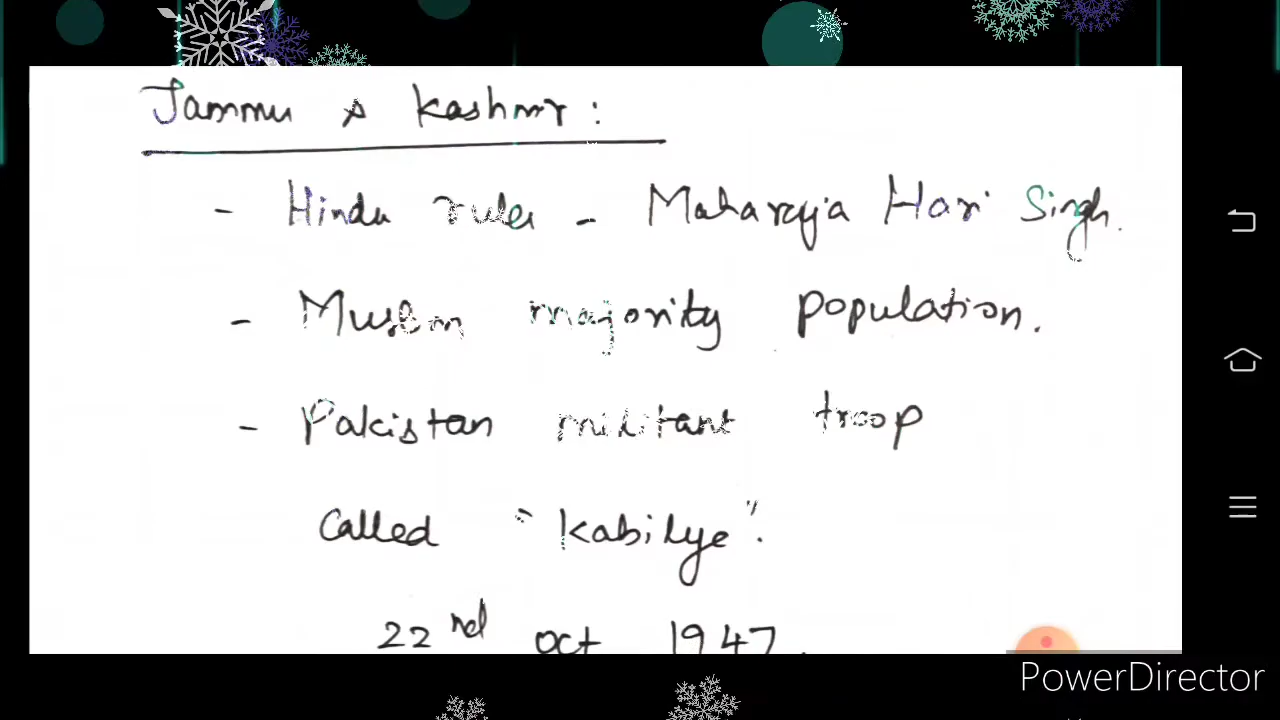 Jammu & Kashmir:
- Hindu ruler - Maharaja Hari Singh.
- Muslim majority population.
- Pakistan militant troop
called "Kabilye".
22nd oct 1947.
PowerDirector